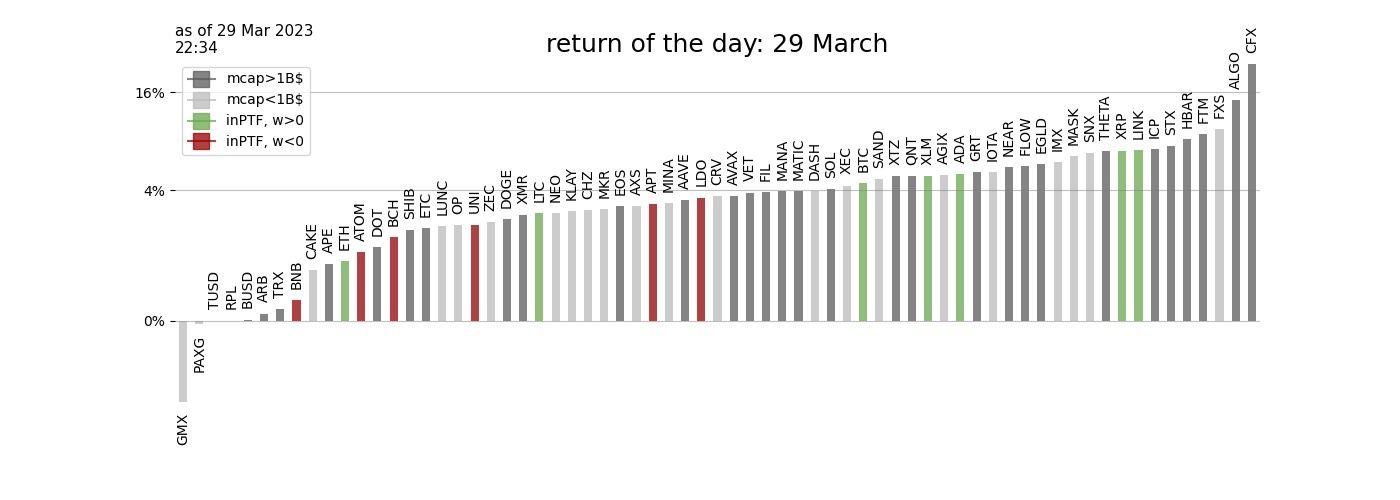 as of 29 Mar 2023
22:34
return of the day: 29 March
mcap>1B$
mcap<1B$
inPTF, w>0
inPTF, w<0
16%
4%
0%
GMX
PAXG
TUSD
RPL
BUSD
ARB
TRX
BNB
CAKE
APE
ETH
ATOM
DOT
BCH
SHIB
ETC
LUNC
OP
UNI
ZEC
DOGE
XMR
LTC
NEO
KLAY
CHZ
MKR
EOS
AXS
APT
MINA
AAVE
LDO
CRV
AVAX
VET
FIL
MANA
MATIC
DASH
SOL
XEC
BTC
SAND
XTZ
QNT
XLM
AGIX
ADA
GRT
IOTA
NEAR
FLOW
EGLD
IMX
MASK
SNX
THETA
XRP
LINK
ICP
STX
HBAR
FTM
FXS
ALGO
CFX